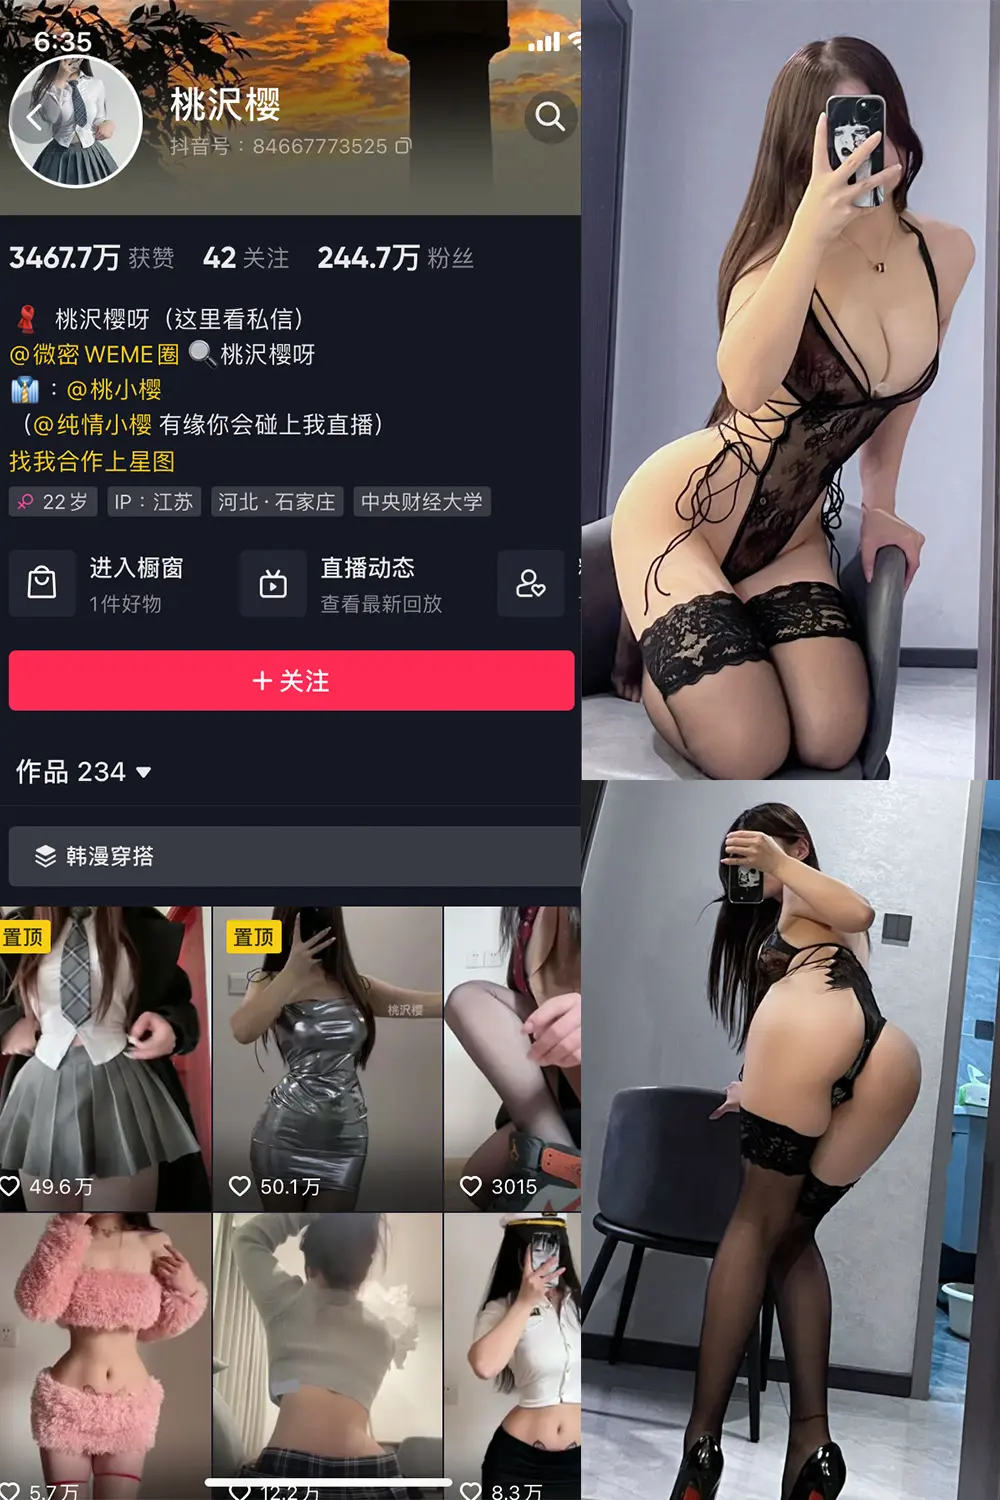 6:35
桃沢樱
抖音号：84667773525
3467.7万 获赞 42 关注 244.7万 粉丝
桃沢樱呀（这里看私信）
@微密WEME圈 🔍桃沢樱呀
：@桃小樱
（@纯情小樱 有缘你会碰上我直播）
找我合作上星图
22岁 IP：江苏 河北·石家庄 中央财经大学
进入橱窗
1件好物
直播动态
查看最新回放
+ 关注
作品 234
韩漫穿搭
置顶 置顶
桃沢樱
49.6万 50.1万 3015
5.7万 12.2万 8.3万